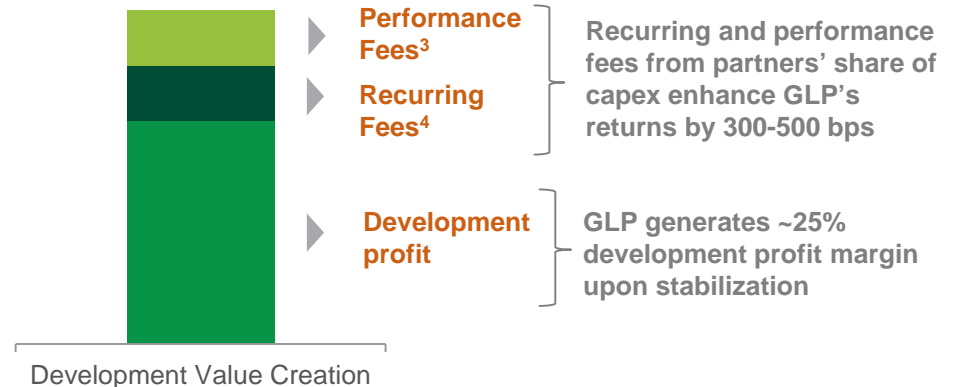 Performance
Fees³
Recurring
Fees⁴
Recurring and performance
fees from partners’ share of
capex enhance GLP’s
returns by 300-500 bps
Development
profit
GLP generates ~25%
development profit margin
upon stabilization
Development Value Creation